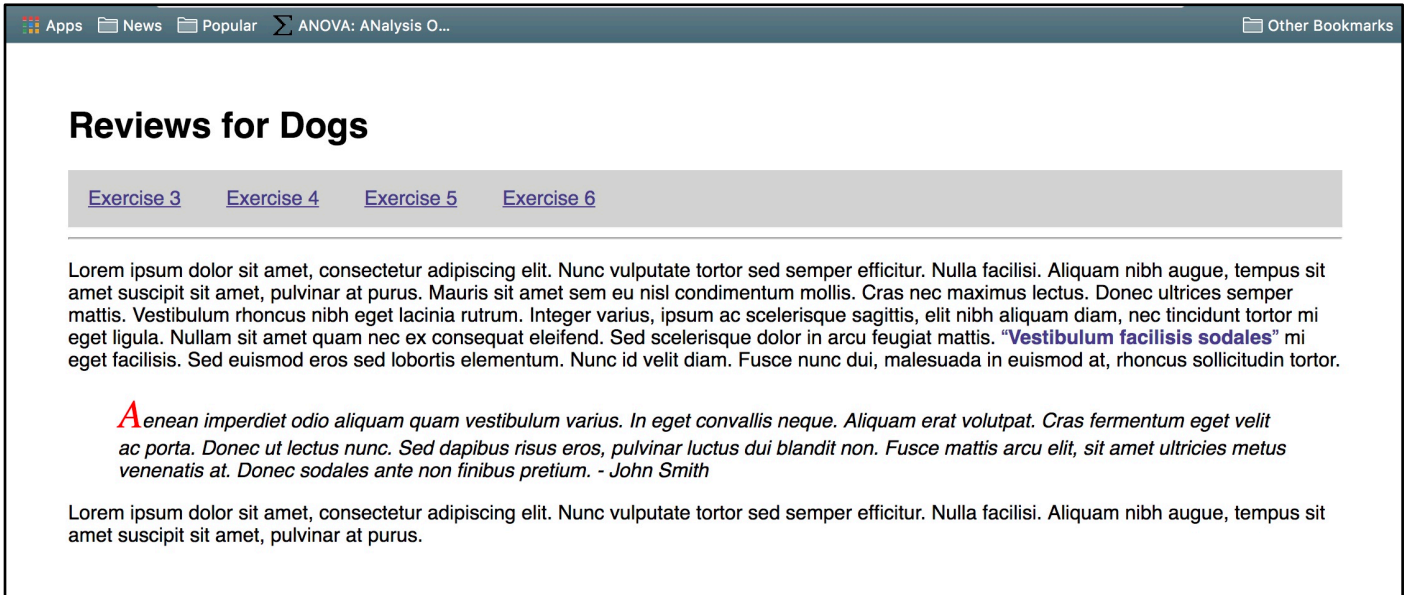 Apps News Popular ∑ ANOVA: ANalysis O... Other Bookmarks
Reviews for Dogs
Exercise 3 Exercise 4 Exercise 5 Exercise 6
Lorem ipsum dolor sit amet, consectetur adipiscing elit. Nunc vulputate tortor sed semper efficitur. Nulla facilisi. Aliquam nibh augue, tempus sit
amet suscipit sit amet, pulvinar at purus. Mauris sit amet sem eu nisl condimentum mollis. Cras nec maximus lectus. Donec ultrices semper
mattis. Vestibulum rhoncus nibh eget lacinia rutrum. Integer varius, ipsum ac scelerisque sagittis, elit nibh aliquam diam, nec tincidunt tortor mi
eget ligula. Nullam sit amet quam nec ex consequat eleifend. Sed scelerisque dolor in arcu feugiat mattis. “Vestibulum facilisis sodales” mi
eget facilisis. Sed euismod eros sed lobortis elementum. Nunc id velit diam. Fusce nunc dui, malesuada in euismod at, rhoncus sollicitudin tortor.
Aenean imperdiet odio aliquam quam vestibulum varius. In eget convallis neque. Aliquam erat volutpat. Cras fermentum eget velit
ac porta. Donec ut lectus nunc. Sed dapibus risus eros, pulvinar luctus dui blandit non. Fusce mattis arcu elit, sit amet ultricies metus
venenatis at. Donec sodales ante non finibus pretium. - John Smith
Lorem ipsum dolor sit amet, consectetur adipiscing elit. Nunc vulputate tortor sed semper efficitur. Nulla facilisi. Aliquam nibh augue, tempus sit
amet suscipit sit amet, pulvinar at purus.